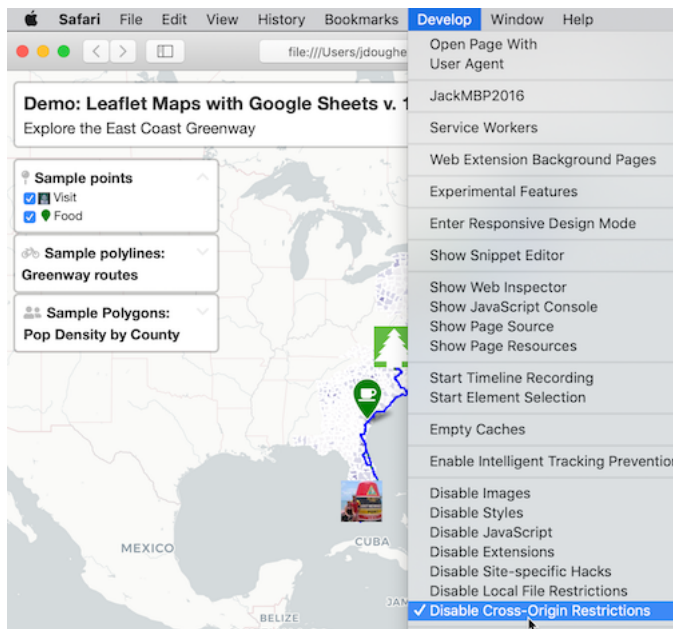 Safari File Edit View History Bookmarks Develop Window Help
file:///Users/jdoughe
Demo: Leaflet Maps with Google Sheets v. 1
Explore the East Coast Greenway
Sample points
Visit
Food
Sample polylines:
Greenway routes
Sample Polygons:
Pop Density by County
MEXICO
CUBA
JAM
BELIZE
Open Page With
User Agent
JackMBP2016
Service Workers
Web Extension Background Pages
Experimental Features
Enter Responsive Design Mode
Show Snippet Editor
Show Web Inspector
Show JavaScript Console
Show Page Source
Show Page Resources
Start Timeline Recording
Start Element Selection
Empty Caches
Enable Intelligent Tracking Prevention
Disable Images
Disable Styles
Disable JavaScript
Disable Extensions
Disable Site-specific Hacks
Disable Local File Restrictions
✓ Disable Cross-Origin Restrictions